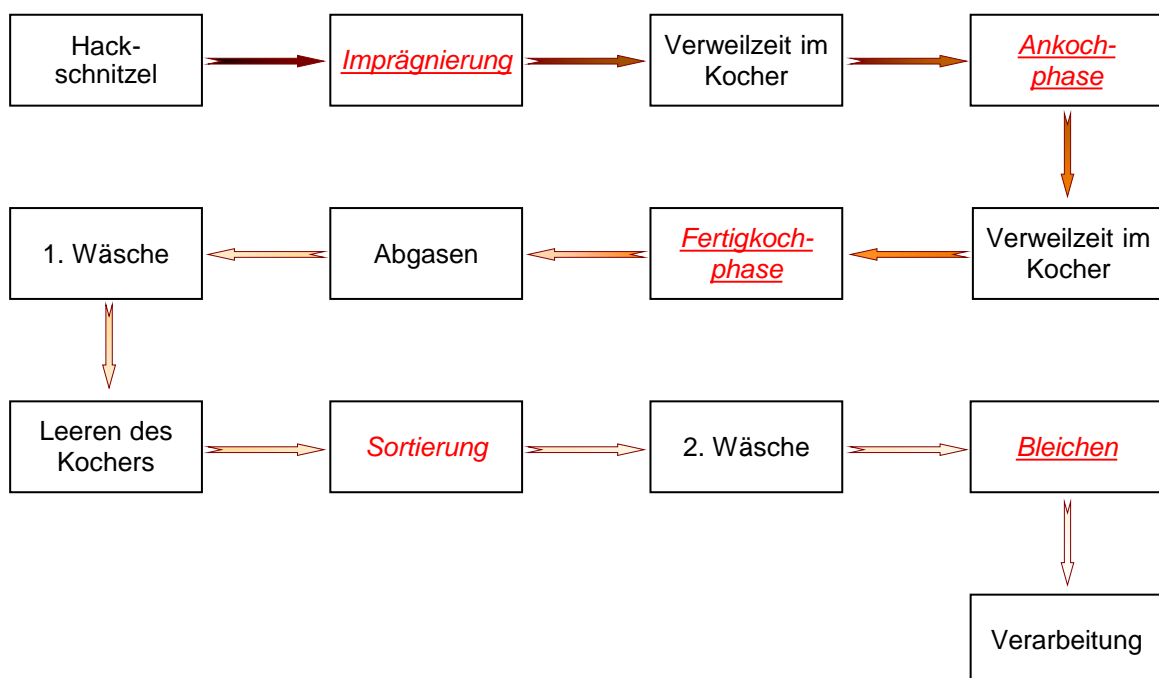 Hack-
schnitzel
Imprägnierung
Verweilzeit im
Kocher
Ankoch-
phase
Verweilzeit im
Kocher
Fertigkoch-
phase
Abgasen
1. Wäsche
Leeren des
Kochers
Sortierung
2. Wäsche
Bleichen
Verarbeitung